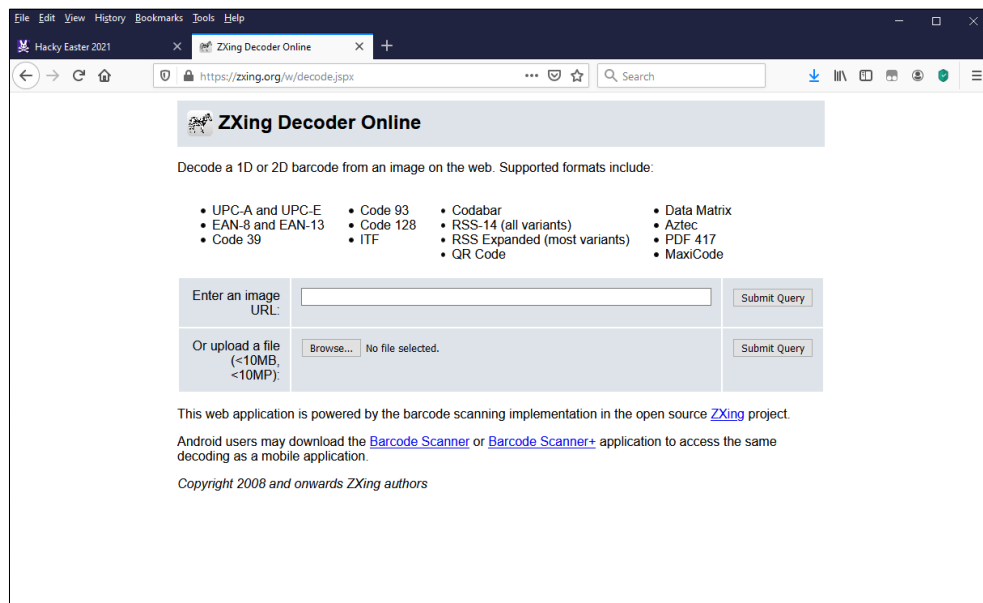 File Edit View History Bookmarks Tools Help
Hacky Easter 2021
ZXing Decoder Online
https://zxing.org/w/decode.jspx
Search
ZXing Decoder Online
Decode a 1D or 2D barcode from an image on the web. Supported formats include:
• UPC-A and UPC-E
• EAN-8 and EAN-13
• Code 39
• Code 93
• Code 128
• ITF
• Codabar
• RSS-14 (all variants)
• RSS Expanded (most variants)
• QR Code
• Data Matrix
• Aztec
• PDF 417
• MaxiCode
Enter an image
URL:
Submit Query
Or upload a file
(<10MB,
<10MP):
Browse... No file selected.
Submit Query
This web application is powered by the barcode scanning implementation in the open source ZXing project.
Android users may download the Barcode Scanner or Barcode Scanner+ application to access the same
decoding as a mobile application.
Copyright 2008 and onwards ZXing authors